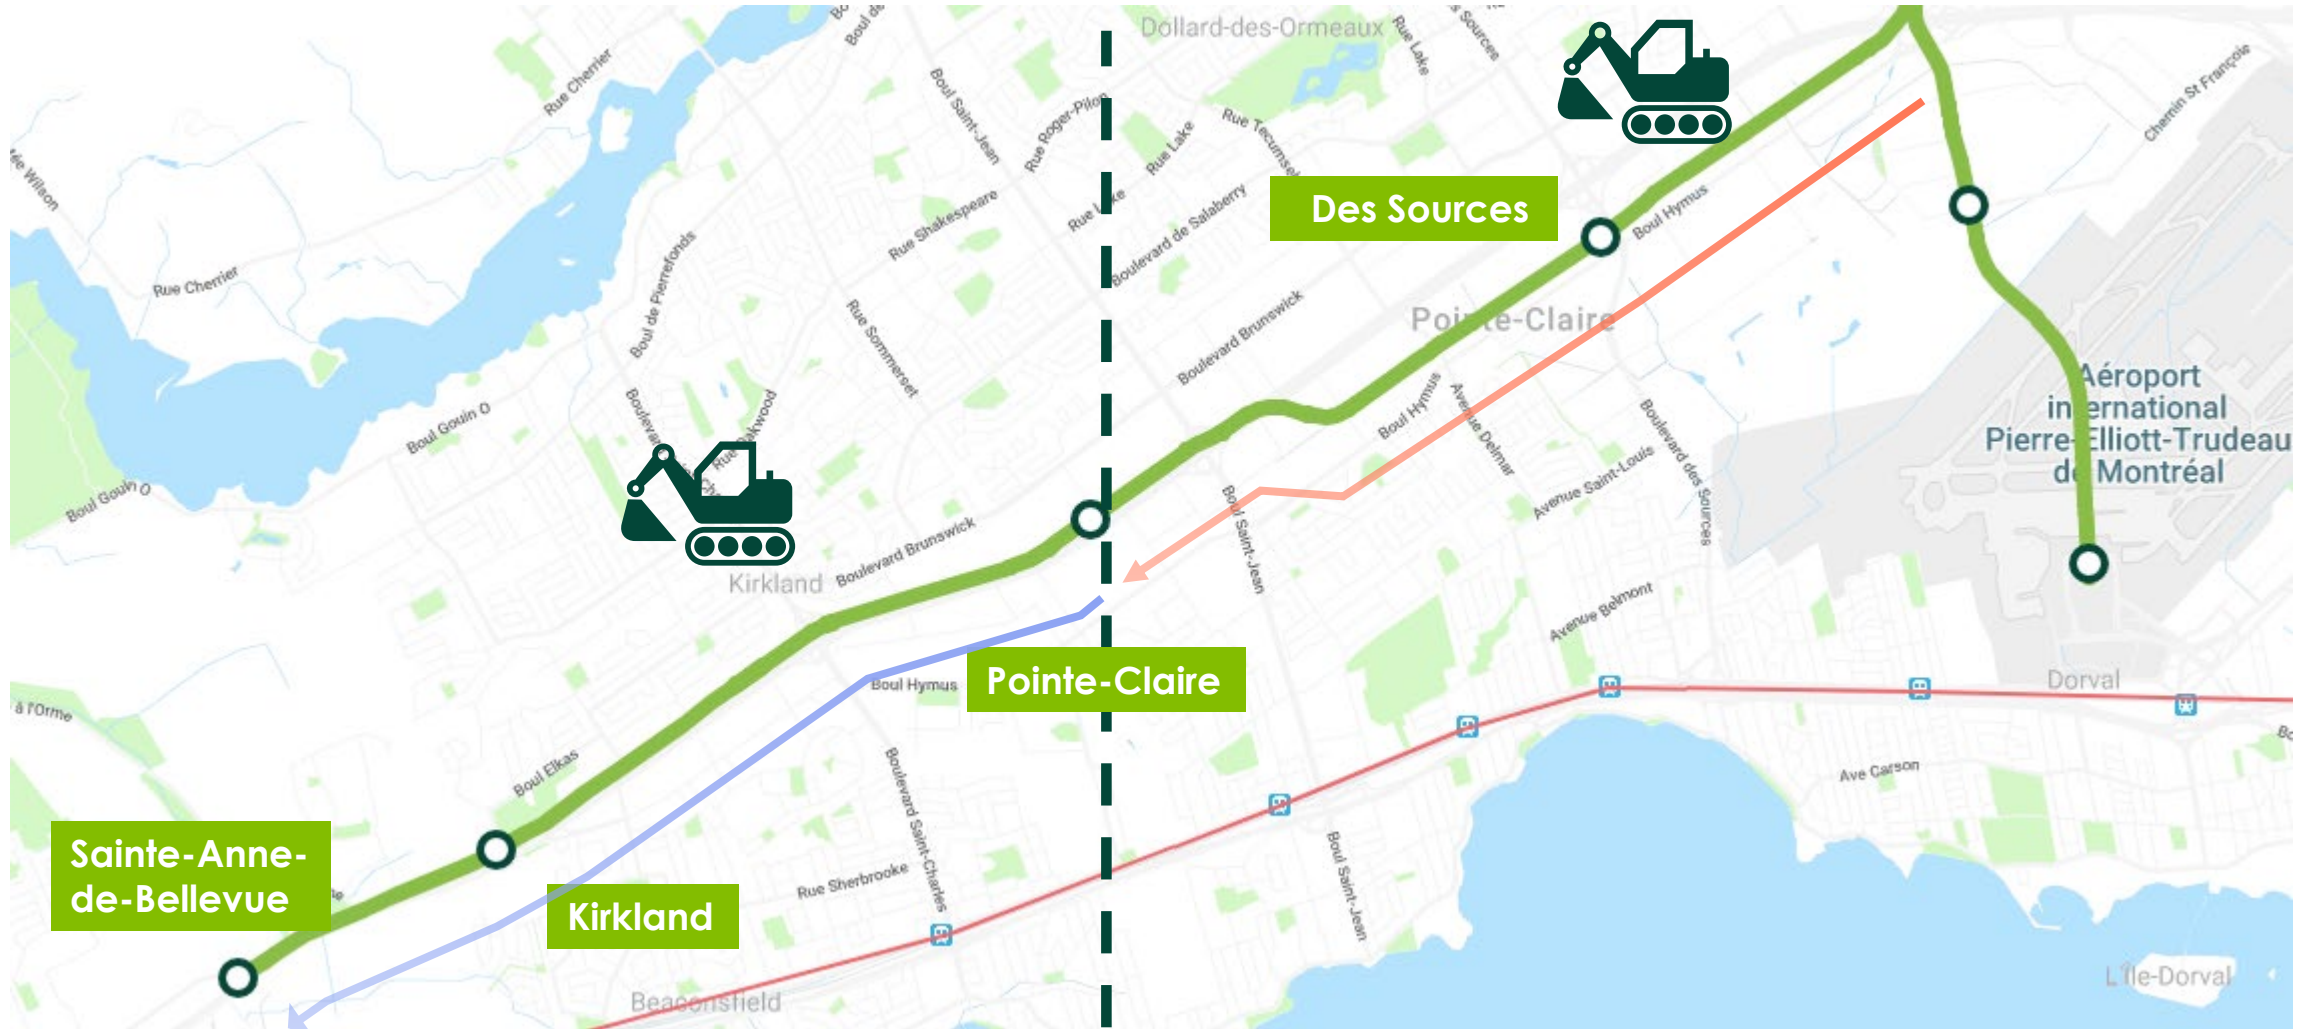 Dollard-des-Ormeaux
Rue Lake
Rue Cherrier
Boul Saint-Jean
Rue Roger-Pilon
Rue Lake
Rue Tecumseh
Chemin St François
Rue Shakespeare
Rue Lake
Boulevard de Salaberry
Des Sources
Boul Hymus
Rue Cherrier
Boul de Pierrefonds
Rue Sommerset
Boulevard Brunswick
Pointe-Claire
Aéroport
international
Pierre-Elliott-Trudeau
de Montréal
Boul Gouin O
Rue Oakwood
Boul Hymus
Avenue Delmar
Boulevard des Sources
Avenue Saint-Louis
Boul Gouin O
Boulevard Brunswick
Boul Saint-Jean
Kirkland
Avenue Belmont
Pointe-Claire
Boul Hymus
Dorval
à l'Orme
Boul Elkas
Boulevard Saint-Charles
Ave Carson
Sainte-Anne-
de-Bellevue
Rue Sherbrooke
Boul Saint-Jean
Kirkland
Beaconsfield
L'Île-Dorval